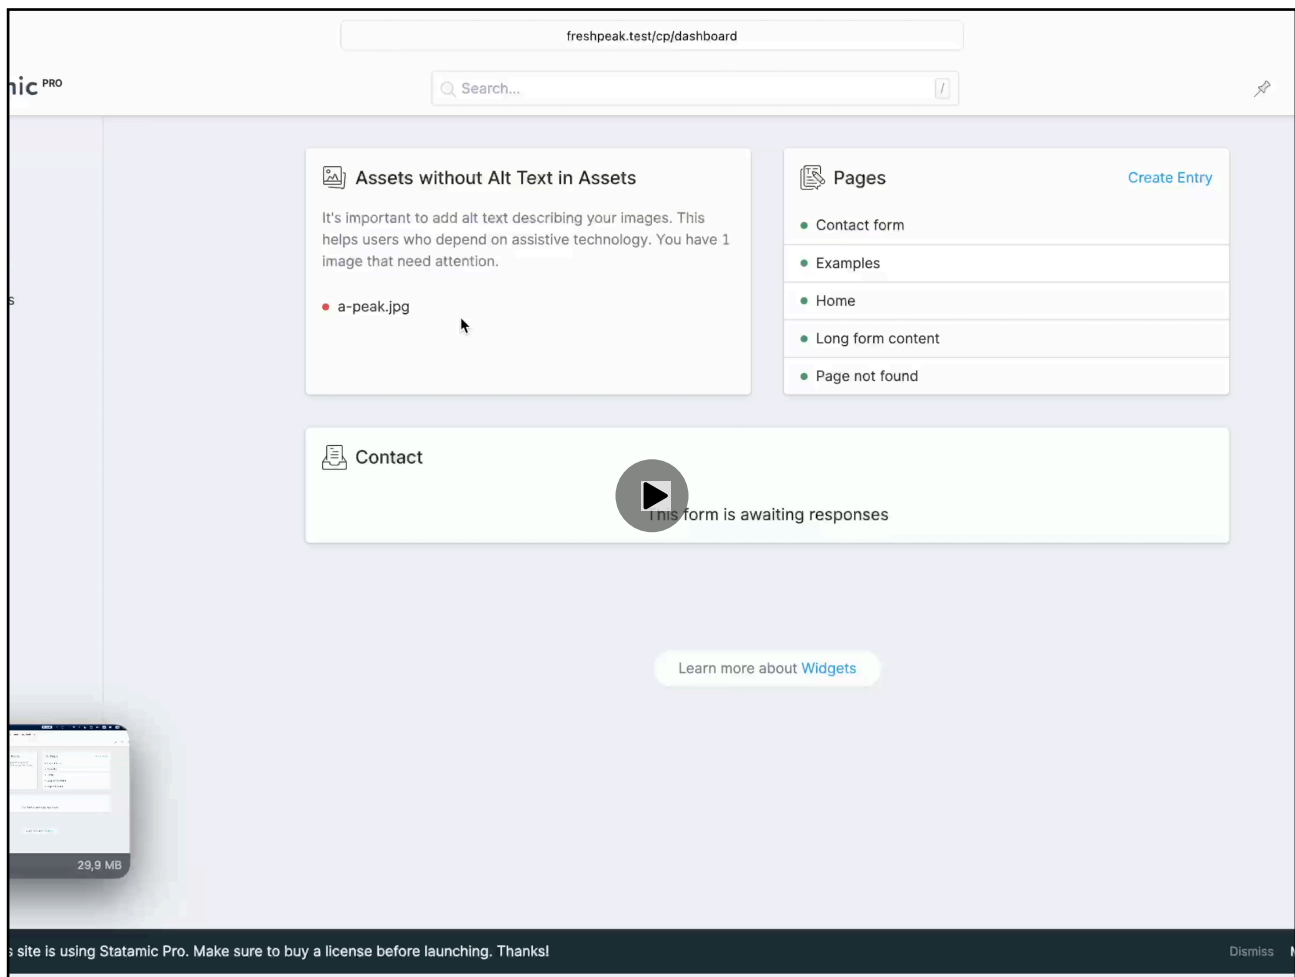 freshpeak.test/cp/dashboard
PRO
Search...
/
Assets without Alt Text in Assets
It's important to add alt text describing your images. This
helps users who depend on assistive technology. You have 1
image that need attention.
a-peak.jpg
Pages
Create Entry
Contact form
Examples
Home
Long form content
Page not found
Contact
This form is awaiting responses
Learn more about Widgets
29,9 MB
site is using Statamic Pro. Make sure to buy a license before launching. Thanks!
Dismiss